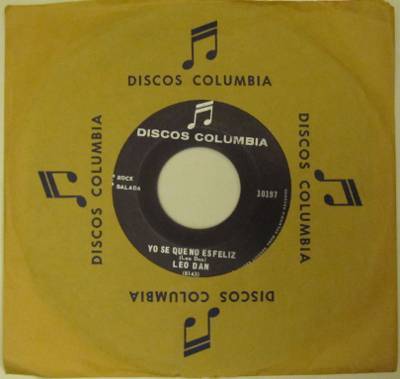 DISCOS COLUMBIA
DISCOS COLUMBIA
ROCK
BALADA
10197
YO SE QUE NO ES FELIZ
(Leo Dan)
LEO DAN
DISCOS COLUMBIA
DISCOS COLUMBIA
DISCOS COLUMBIA